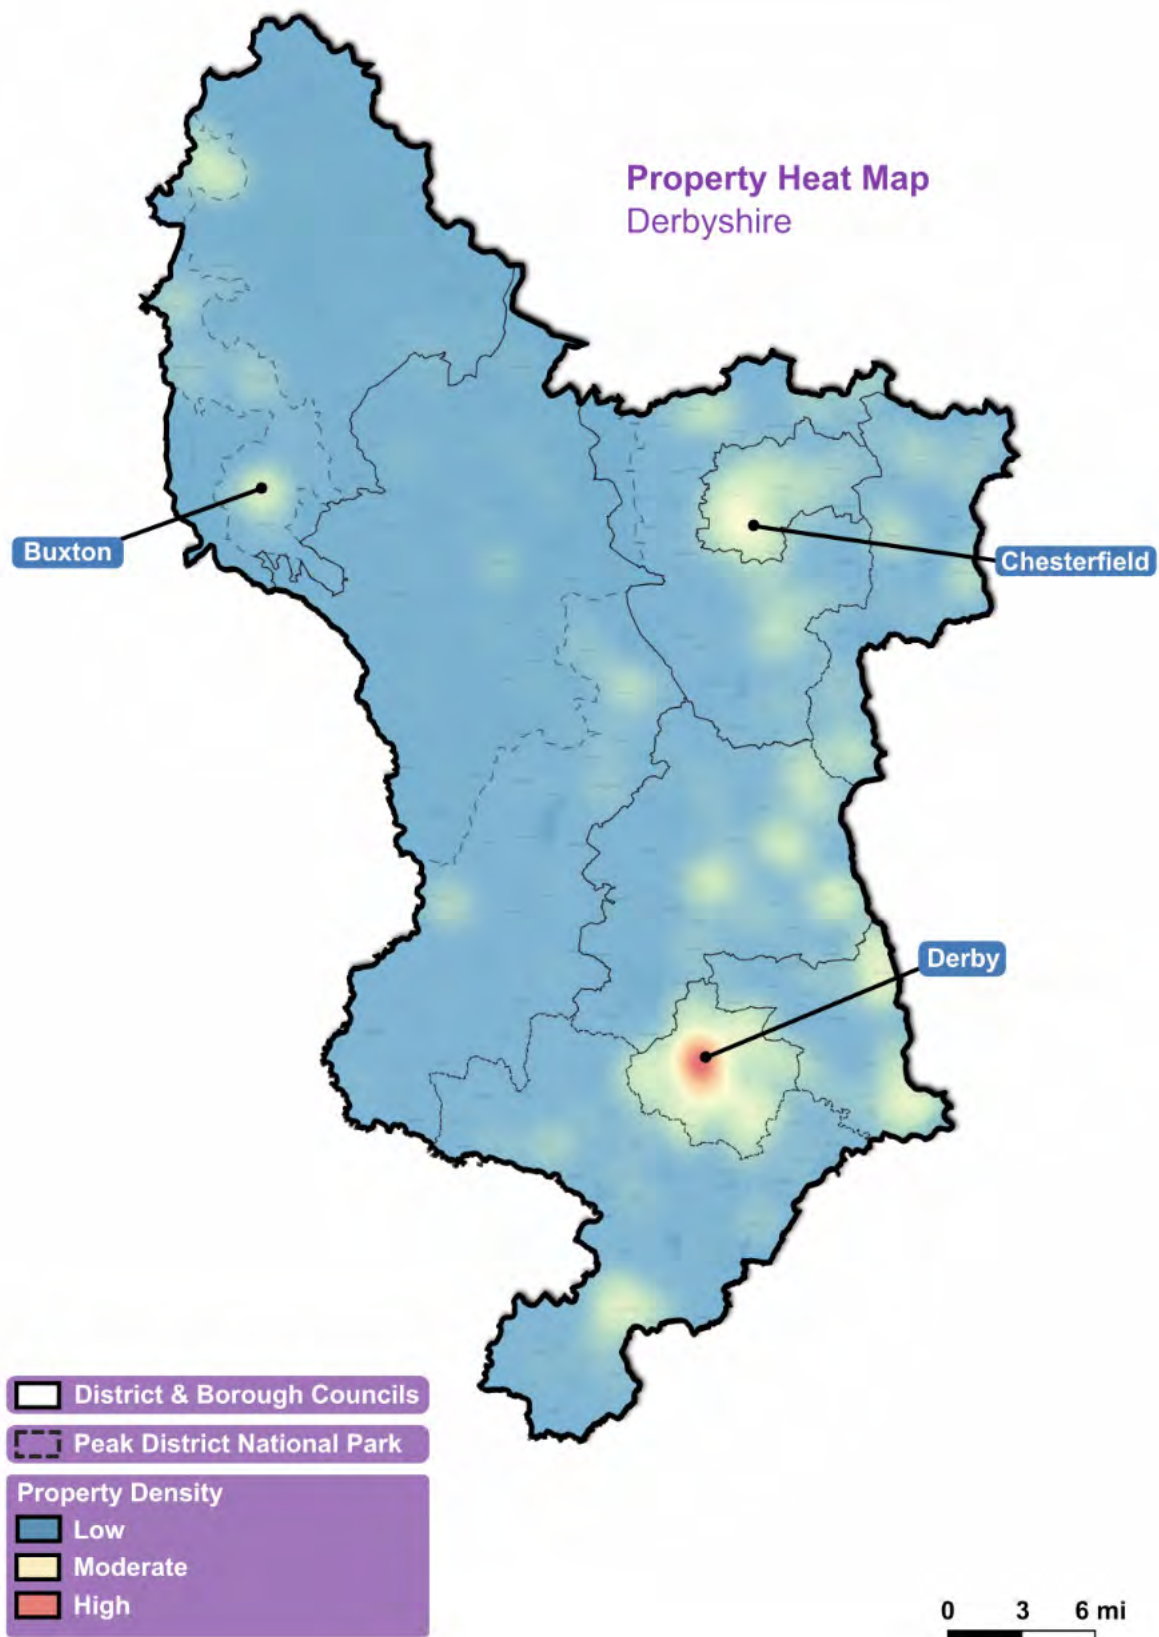 Property Heat Map
Derbyshire
Buxton
Chesterfield
Derby
District & Borough Councils
Peak District National Park
Property Density
Low
Moderate
High
0 3 6 mi